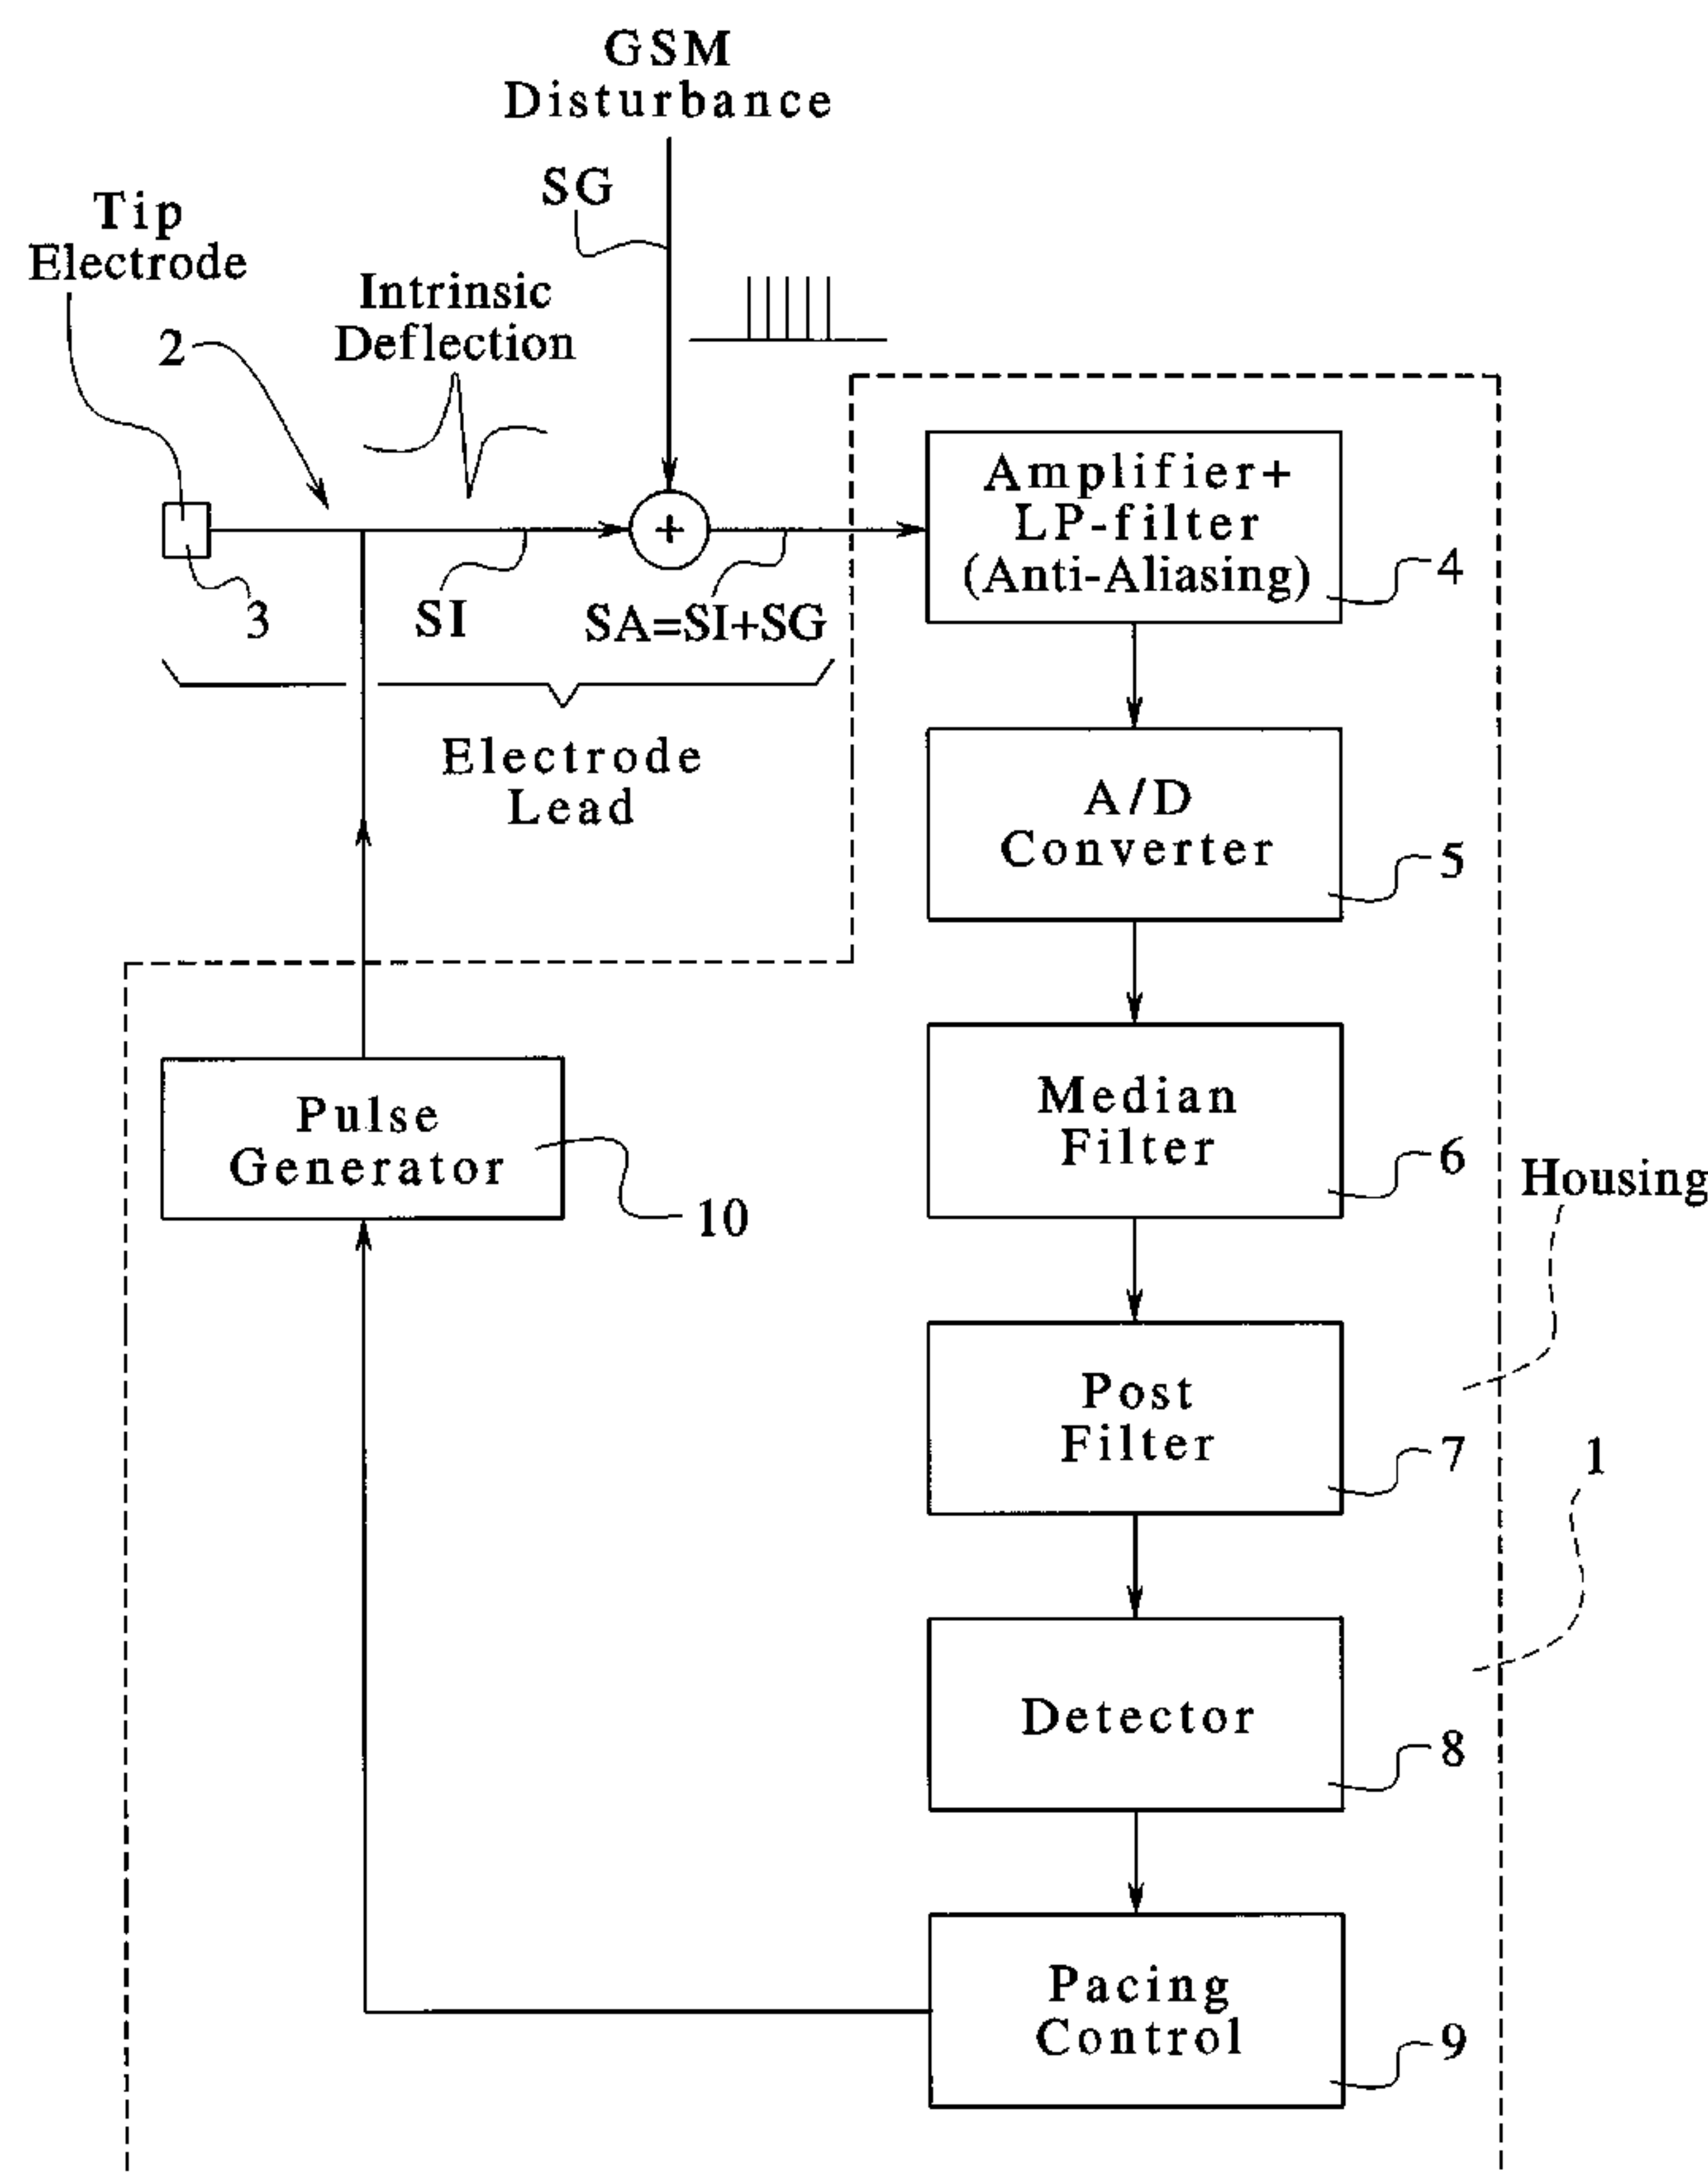 GSM
Disturbance
SG
Tip
Electrode
Intrinsic
Deflection
2
+
3
SI
SA=SI+SG
Electrode
Lead
Amplifier+
LP-filter
(Anti-Aliasing)
4
A/D
Converter
5
Median
Filter
6
Housing
Pulse
Generator
10
Post
Filter
7
1
Detector
8
Pacing
Control
9